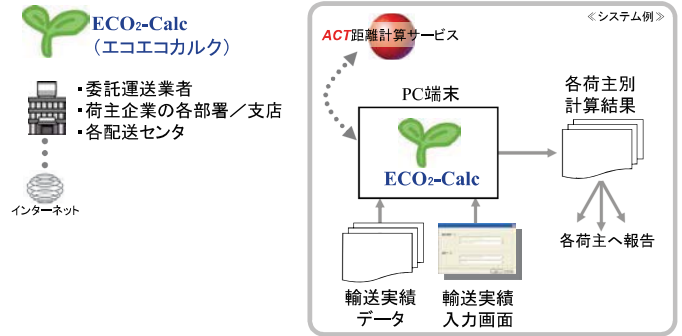 ECO₂-Calc
（エコエコカルク）
・委託運送業者
・荷主企業の各部署／支店
・各配送センタ
インターネット
≪システム例≫
ACT距離計算サービス
PC端末
ECO₂-Calc
各荷主別
計算結果
各荷主へ報告
輸送実績
データ
輸送実績
入力画面